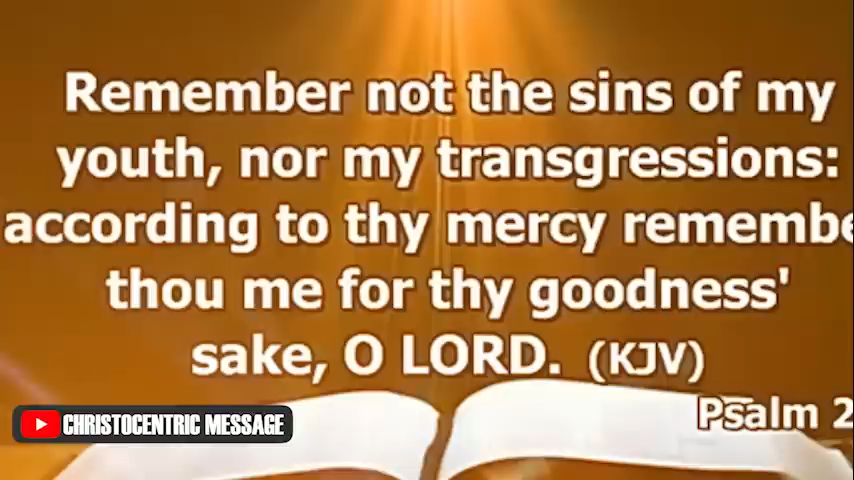 Remember not the sins of my
youth, nor my transgressions:
according to thy mercy remembe
thou me for thy goodness'
sake, O LORD. (KJV)
Psalm 2
CHRISTOCENTRIC MESSAGE